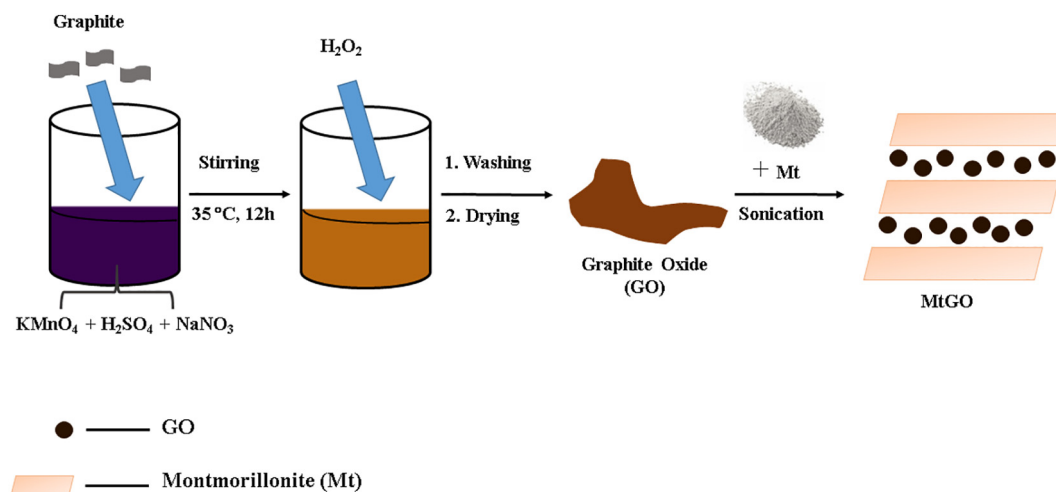 Graphite
H₂O₂
Stirring
35 °C, 12h
KMnO₄ + H₂SO₄ + NaNO₃
1. Washing
2. Drying
Graphite Oxide
(GO)
+ Mt
Sonication
MtGO
GO
Montmorillonite (Mt)